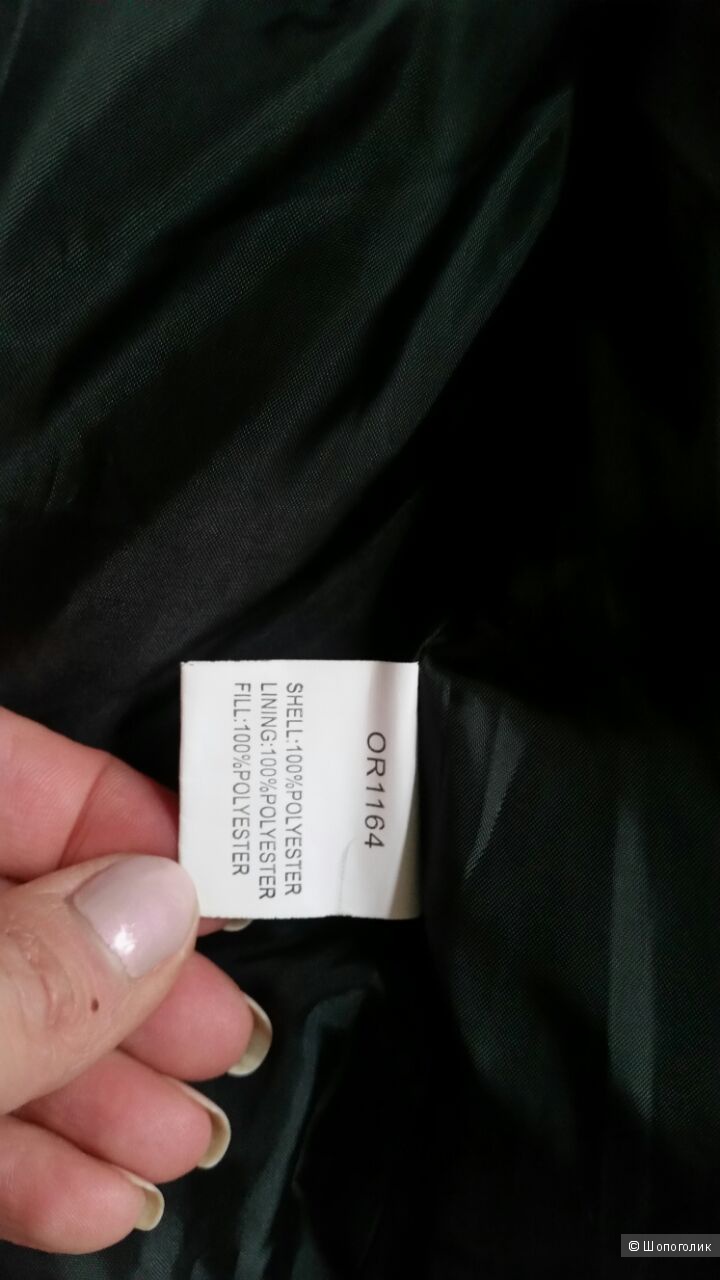 OR1164
SHELL:100%POLYESTER
LINING:100%POLYESTER
FILL:100%POLYESTER
© Шопоголик